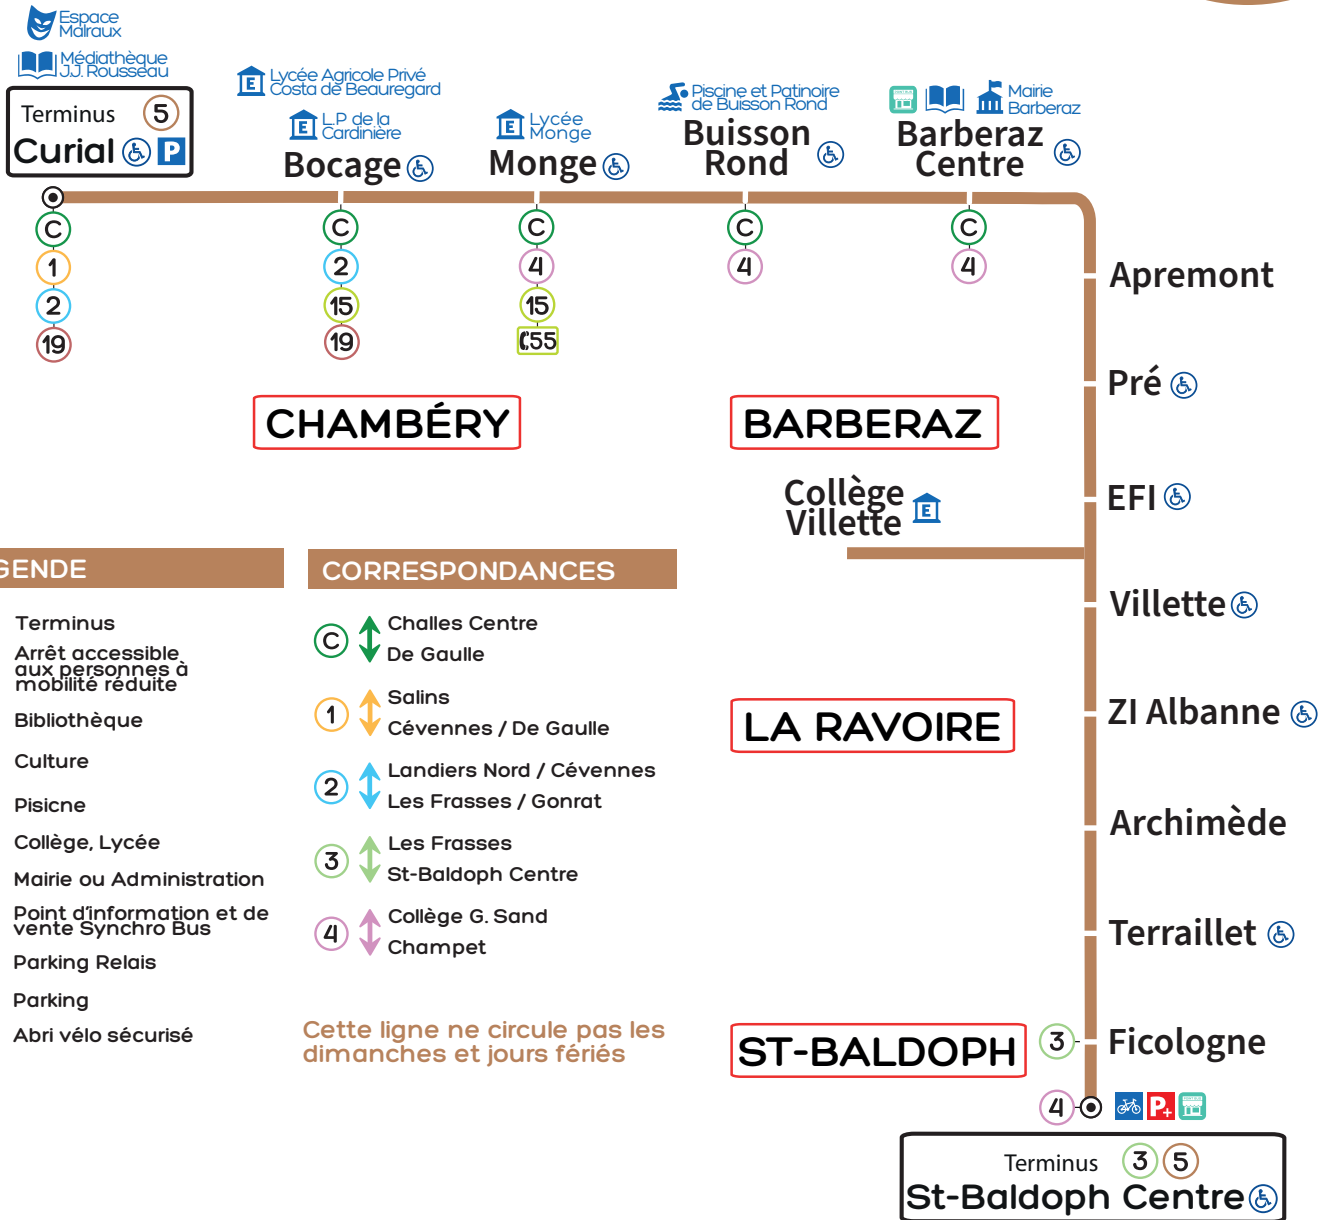 Espace
Malraux
Médiathèque
J.J. Rousseau
Terminus 5
Curial P
E Lycée Agricole Privé
Costa de Beauregard
E L.P de la
Cardinière
Bocage
E Lycée
Monge
Monge
Piscine et Patinoire
de Buisson Rond
Buisson
Rond
Mairie
Barberaz
Barberaz
Centre
C
1
2
19
C
2
15
19
C
4
15
55
C
4
C
4
Apremont
Pré
EFI
Villette
ZI Albanne
Archimède
Terraillet
3 Ficologne
4 P+
Terminus 3 5
St-Baldoph Centre
CHAMBÉRY
BARBERAZ
Collège
Villette E
LA RAVOIRE
ST-BALDOPH
GENDE
Terminus
Arrêt accessible
aux personnes à
mobilité réduite
Bibliothèque
Culture
Pisicne
Collège, Lycée
Mairie ou Administration
Point d'information et de
vente Synchro Bus
Parking Relais
Parking
Abri vélo sécurisé
CORRESPONDANCES
C
Challes Centre
De Gaulle
1
Salins
Cévennes / De Gaulle
2
Landiers Nord / Cévennes
Les Frasses / Gonrat
3
Les Frasses
St-Baldoph Centre
4
Collège G. Sand
Champet
Cette ligne ne circule pas les
dimanches et jours fériés